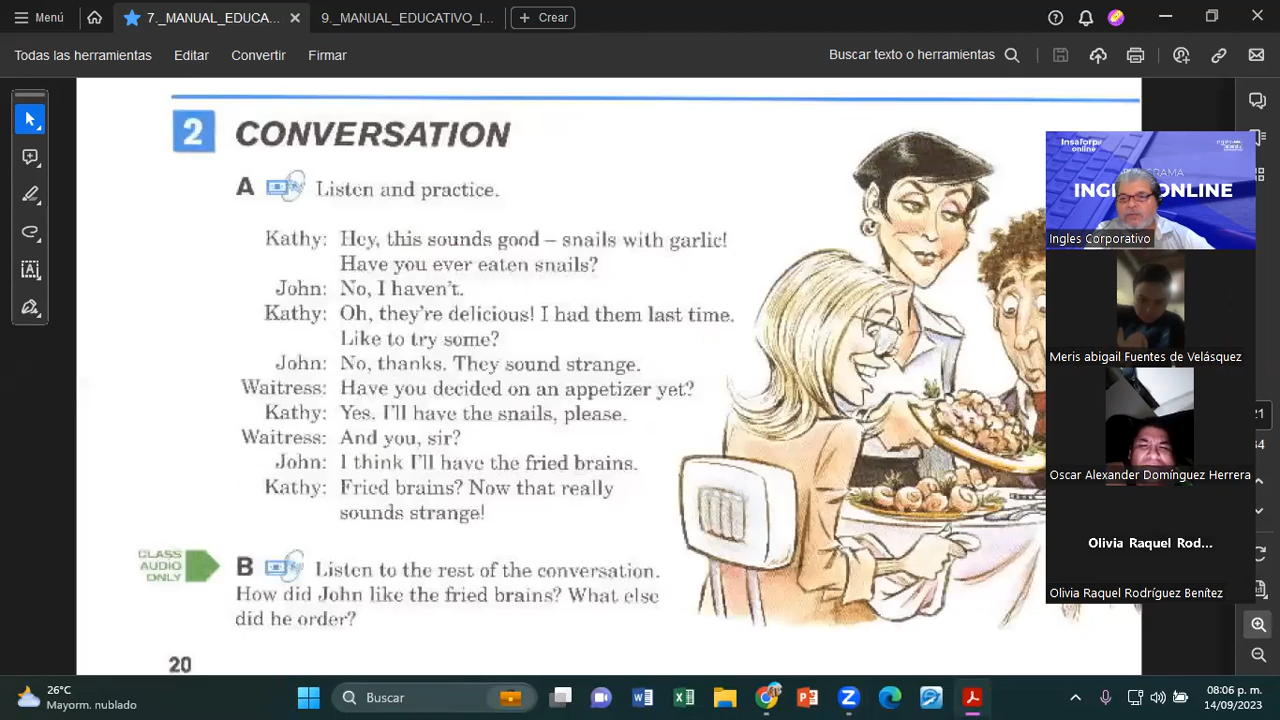 Menú
7._MANUAL_EDUCA...
9._MANUAL_EDUCATIVO_I...
Crear
Todas las herramientas
Editar
Convertir
Firmar
Buscar texto o herramientas
2 CONVERSATION
A Listen and practice.
Kathy: Hey, this sounds good – snails with garlic!
Have you ever eaten snails?
John: No, I haven't.
Kathy: Oh, they're delicious! I had them last time.
Like to try some?
John: No, thanks. They sound strange.
Waitress: Have you decided on an appetizer yet?
Kathy: Yes. I'll have the snails, please.
Waitress: And you, sir?
John: I think I'll have the fried brains.
Kathy: Fried brains? Now that really
sounds strange!
CLASS
AUDIO
ONLY
B Listen to the rest of the conversation.
How did John like the fried brains? What else
did he order?
20
Insaforp
online
INGL
ONLINE
Ingles Corporativo
Meris abigail Fuentes de Velásquez
Oscar Alexander Domínguez Herrera
Olivia Raquel Rod...
Olivia Raquel Rodríguez Benítez
26°C
Mayorm. nublado
Buscar
08:06 p. m.
14/09/2023